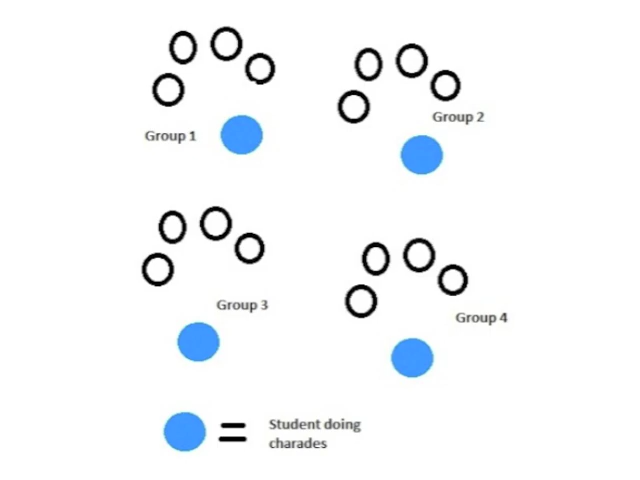 Group 1
Group 2
Group 3
Group 4
= Student doing
charades